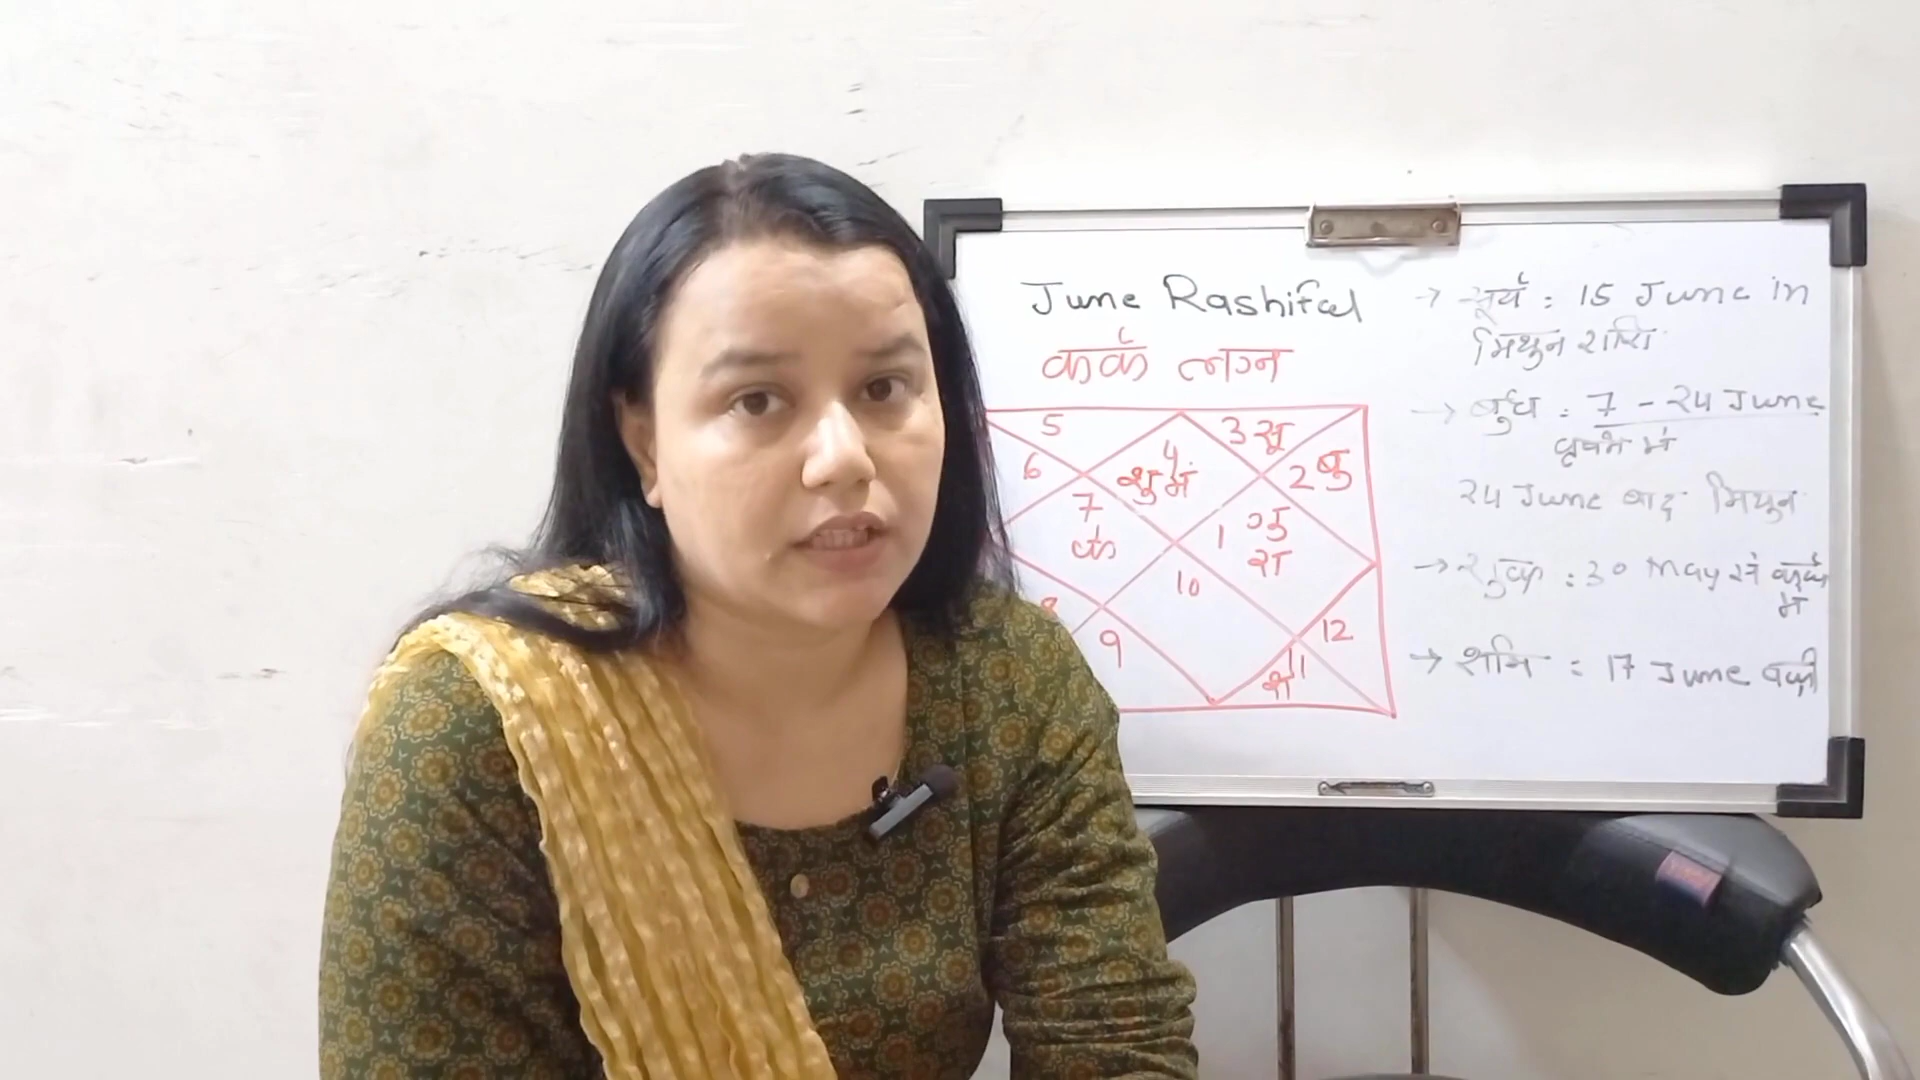 June Rashifal
कर्क लग्न
5
3 सू
6
4
शु मं
2 बु
7
के
1 गु
रा
10
8
9
12
11
श
→ सूर्य : 15 June in
मिथुन राशि
→ बुध : 7 - 24 June
वृषभ में
24 June बाद मिथुन
→ शुक्र : 30 May से कर्क
में
→ शनि : 17 June वक्री